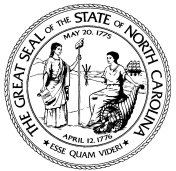 THE GREAT SEAL OF THE STATE OF NORTH CAROLINA
MAY 20, 1775
APRIL 12, 1776
ESSE QUAM VIDERI